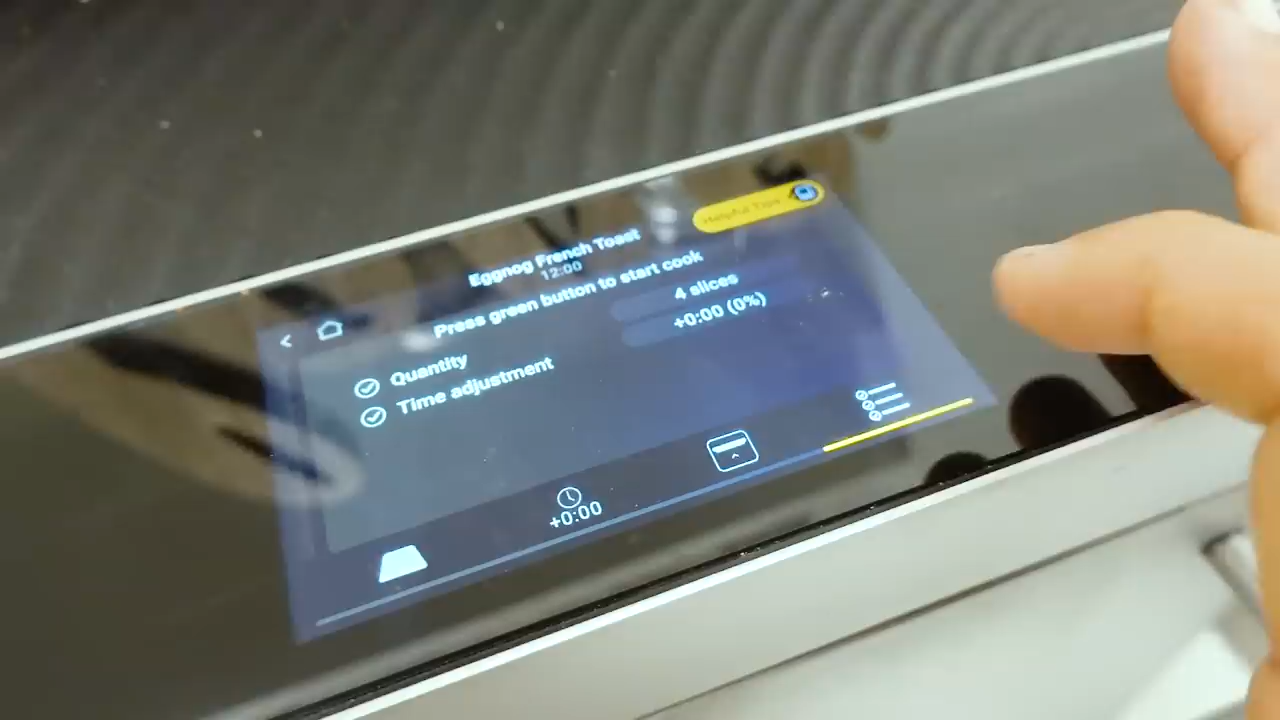 Helpful Tips
Eggnog French Toast
12:00
Press green button to start cook
Quantity
4 slices
Time adjustment
+0:00 (0%)
+0:00